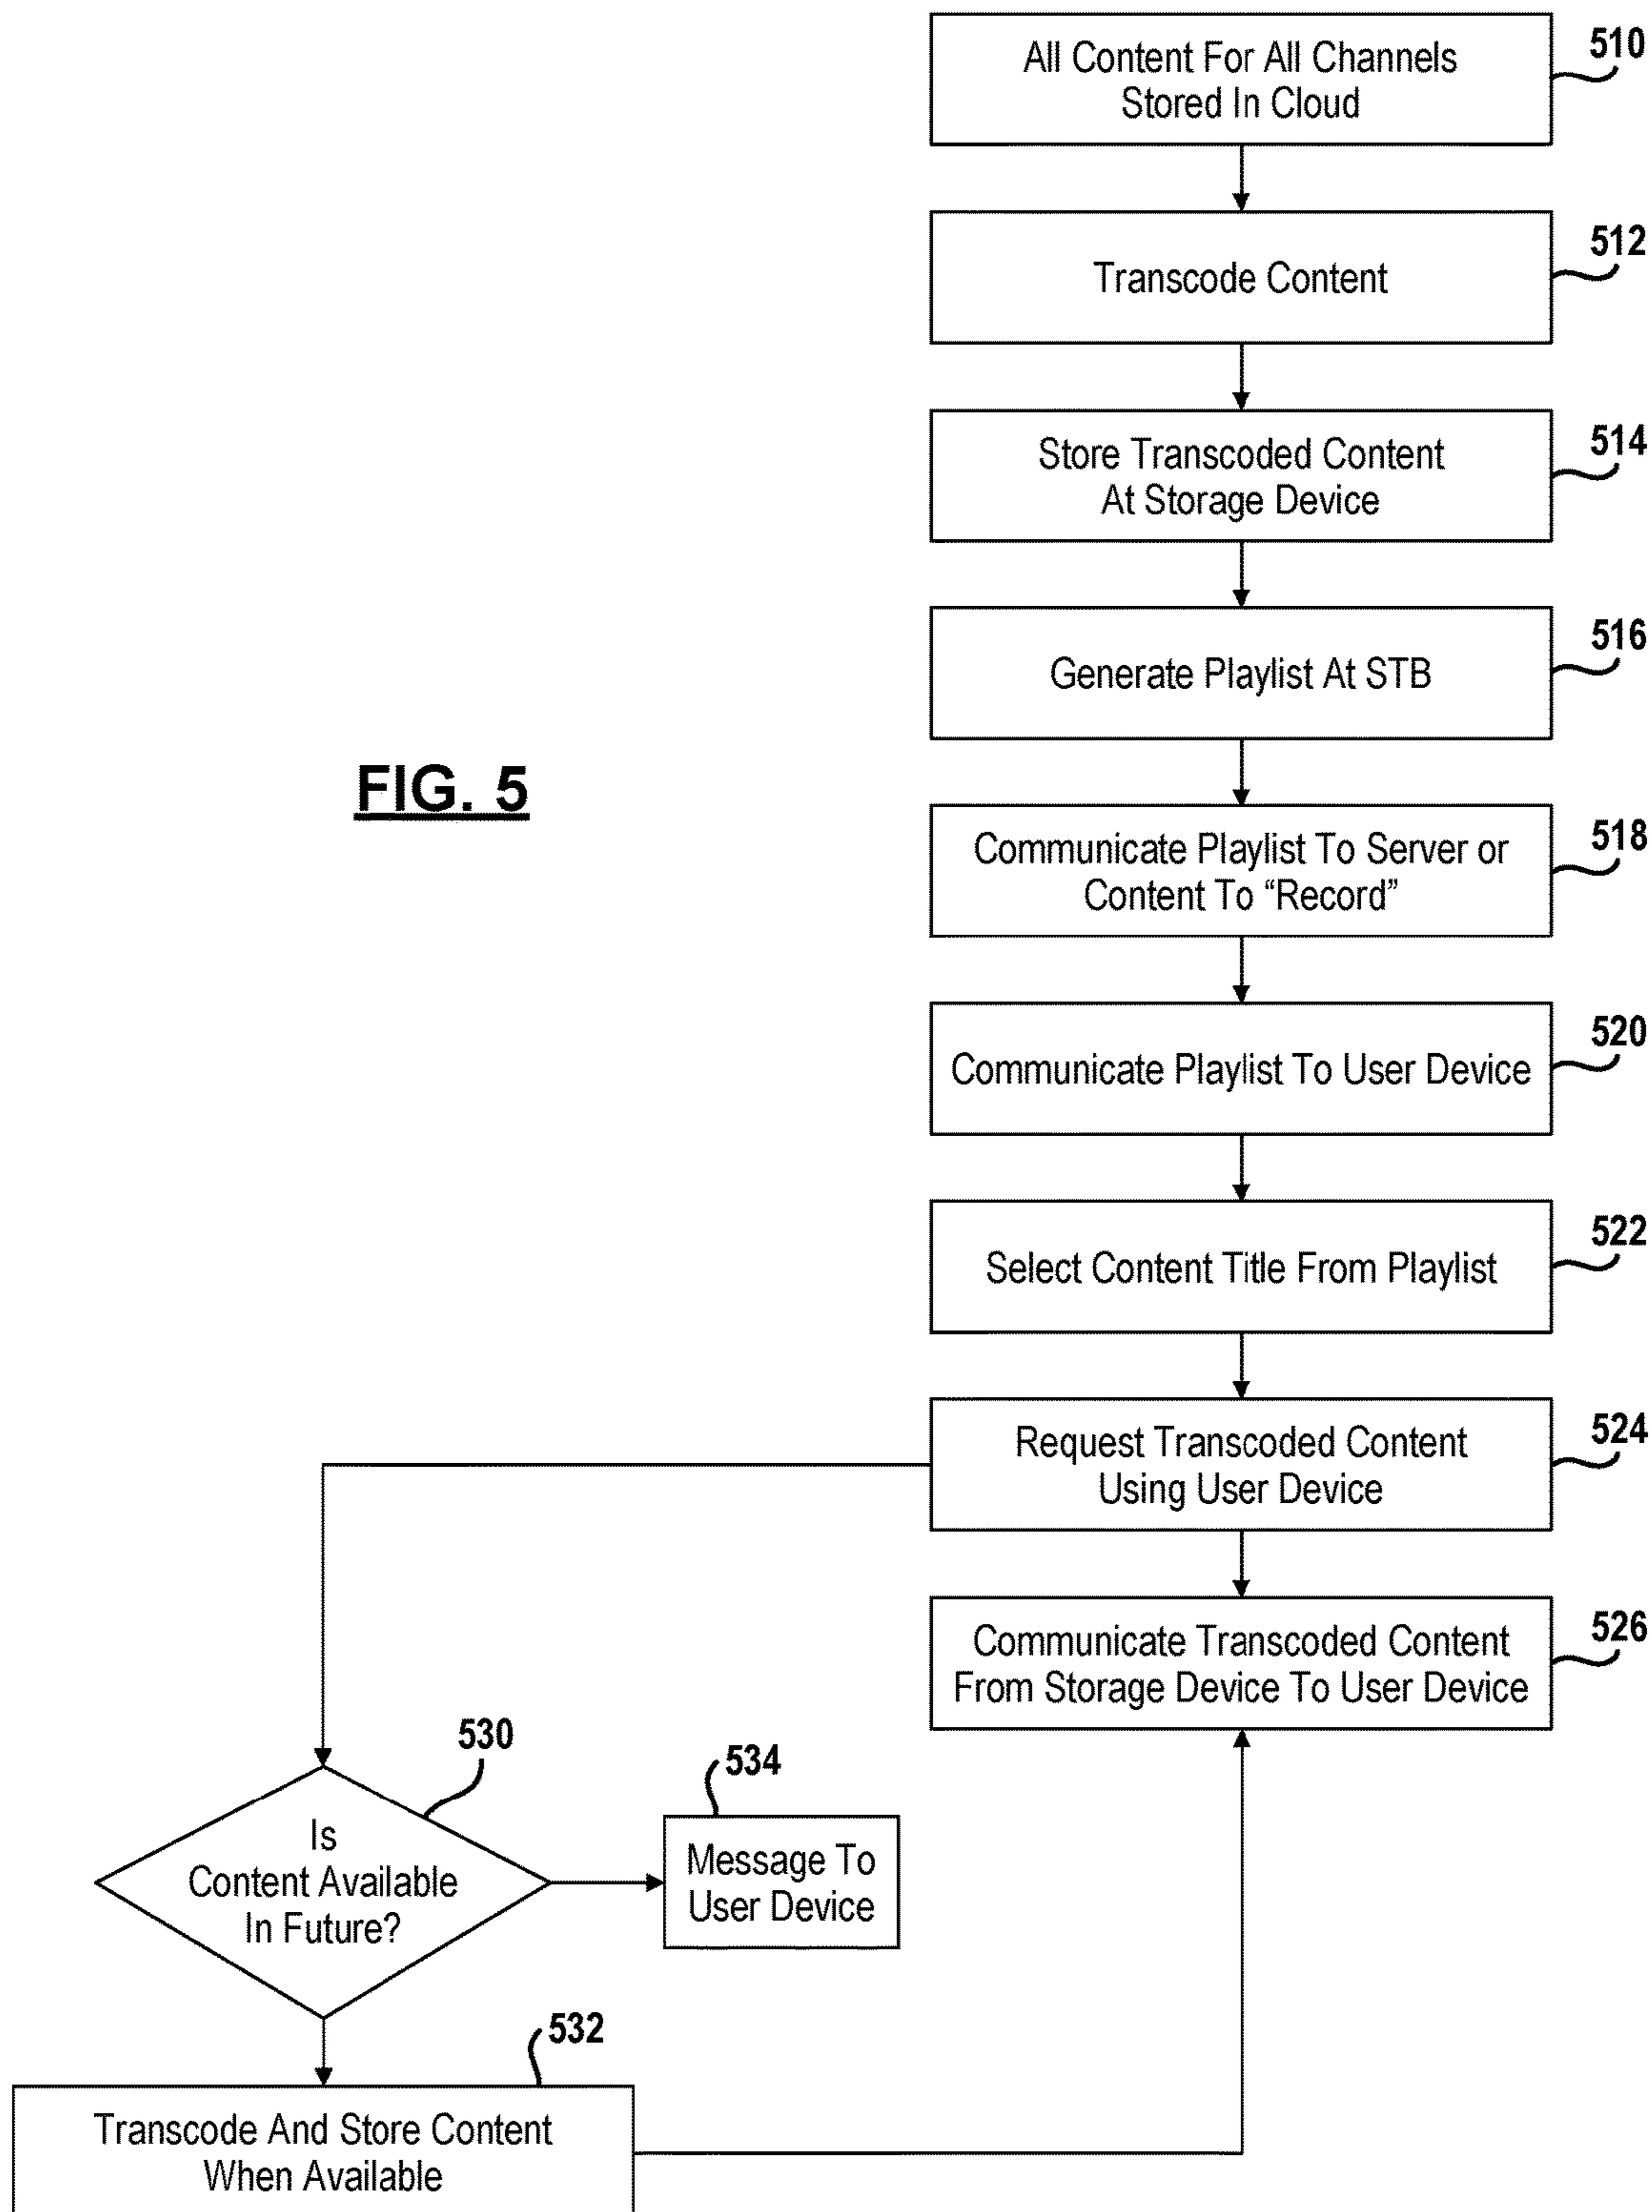 All Content For All Channels
Stored In Cloud
510
Transcode Content
512
Store Transcoded Content
At Storage Device
514
Generate Playlist At STB
516
FIG. 5
Communicate Playlist To Server or
Content To “Record”
518
Communicate Playlist To User Device
520
Select Content Title From Playlist
522
Request Transcoded Content
Using User Device
524
Communicate Transcoded Content
From Storage Device To User Device
526
530
Is
Content Available
In Future?
534
Message To
User Device
532
Transcode And Store Content
When Available